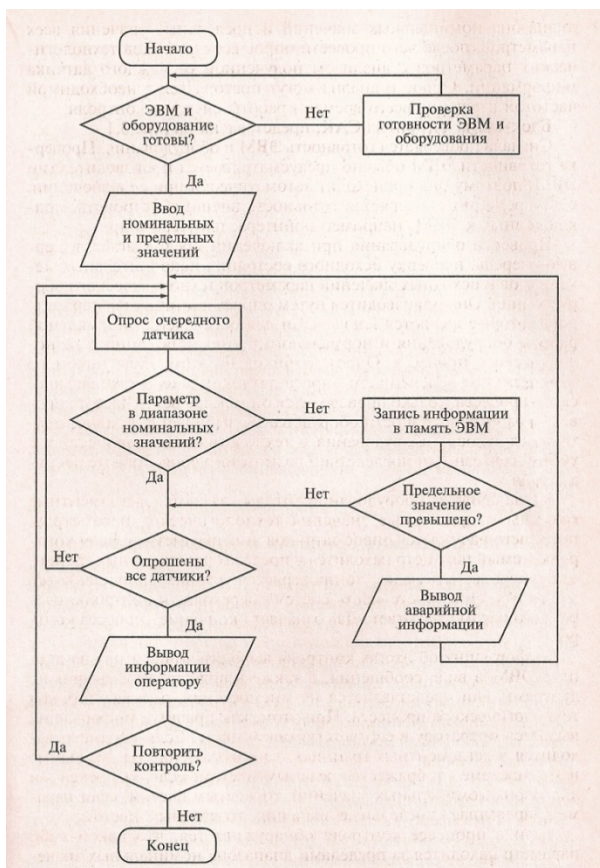 Начало
ЭВМ и
оборудование
готовы?
Нет
Проверка
готовности ЭВМ и
оборудования
Да
Ввод
номинальных
и предельных
значений
Опрос очередного
датчика
Параметр
в диапазоне
номинальных
значений?
Нет
Запись информации
в память ЭВМ
Да
Нет
Предельное
значение
превышено?
Нет
Опрошены
все датчики?
Да
Вывод
аварийной
информации
Да
Вывод
информации
оператору
Да
Повторить
контроль?
Нет
Конец